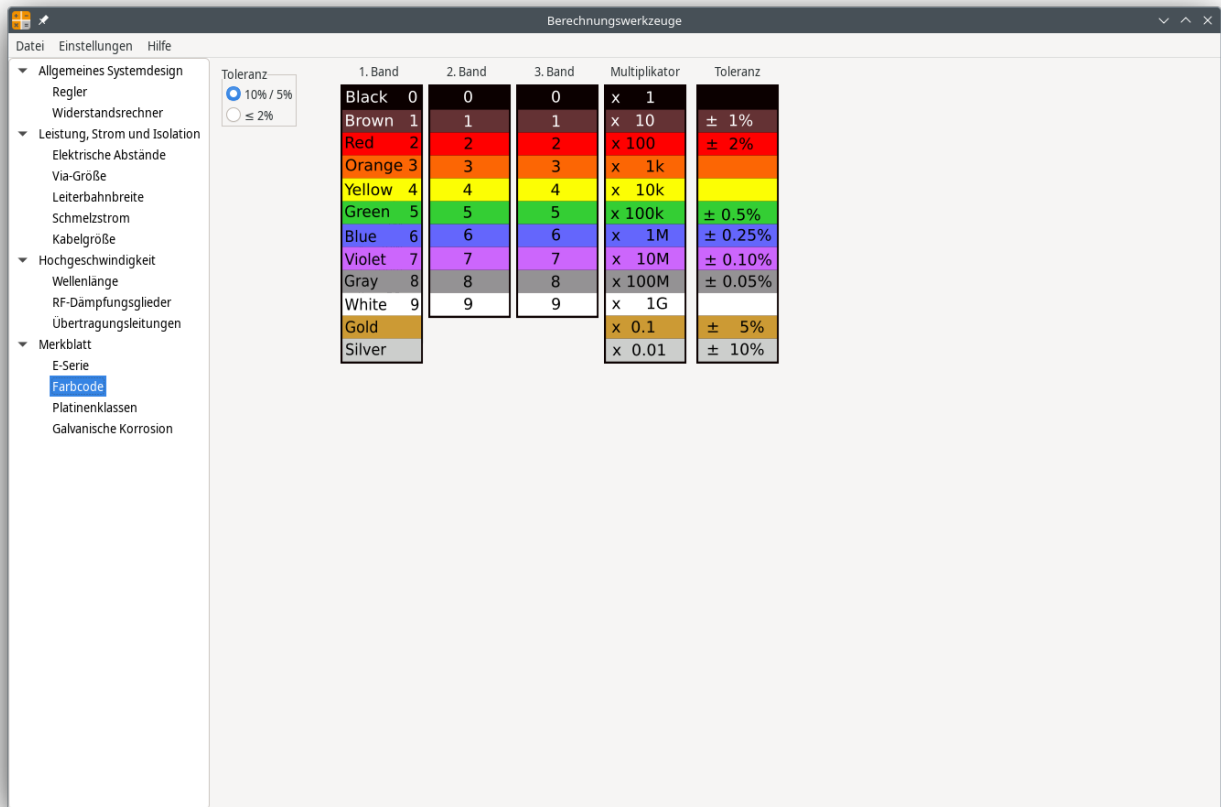 Berechnungswerkzeuge
Datei Einstellungen Hilfe
Allgemeines Systemdesign
Regler
Widerstandsrechner
Leistung, Strom und Isolation
Elektrische Abstände
Via-Größe
Leiterbahnbreite
Schmelzstrom
Kabelgröße
Hochgeschwindigkeit
Wellenlänge
RF-Dämpfungsglieder
Übertragungsleitungen
Merkblatt
E-Serie
Farbcode
Platinenklassen
Galvanische Korrosion
Toleranz
10% / 5%
≤ 2%
1. Band 2. Band 3. Band Multiplikator Toleranz
Black 0 0 0 x 1
Brown 1 1 1 x 10 ± 1%
Red 2 2 2 x 100 ± 2%
Orange 3 3 3 x 1k
Yellow 4 4 4 x 10k
Green 5 5 5 x 100k ± 0.5%
Blue 6 6 6 x 1M ± 0.25%
Violet 7 7 7 x 10M ± 0.10%
Gray 8 8 8 x 100M ± 0.05%
White 9 9 9 x 1G
Gold x 0.1 ± 5%
Silver x 0.01 ± 10%